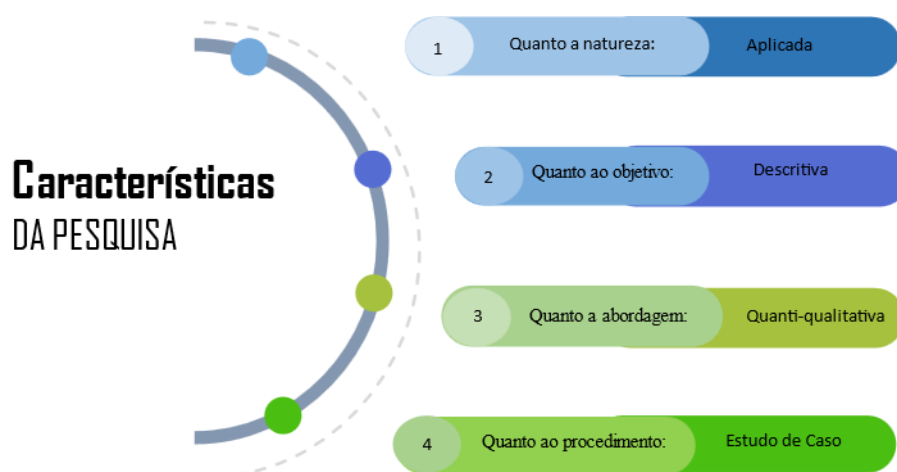 Características
DA PESQUISA
1 Quanto a natureza: Aplicada
2 Quanto ao objetivo: Descritiva
3 Quanto a abordagem: Quanti-qualitativa
4 Quanto ao procedimento: Estudo de Caso